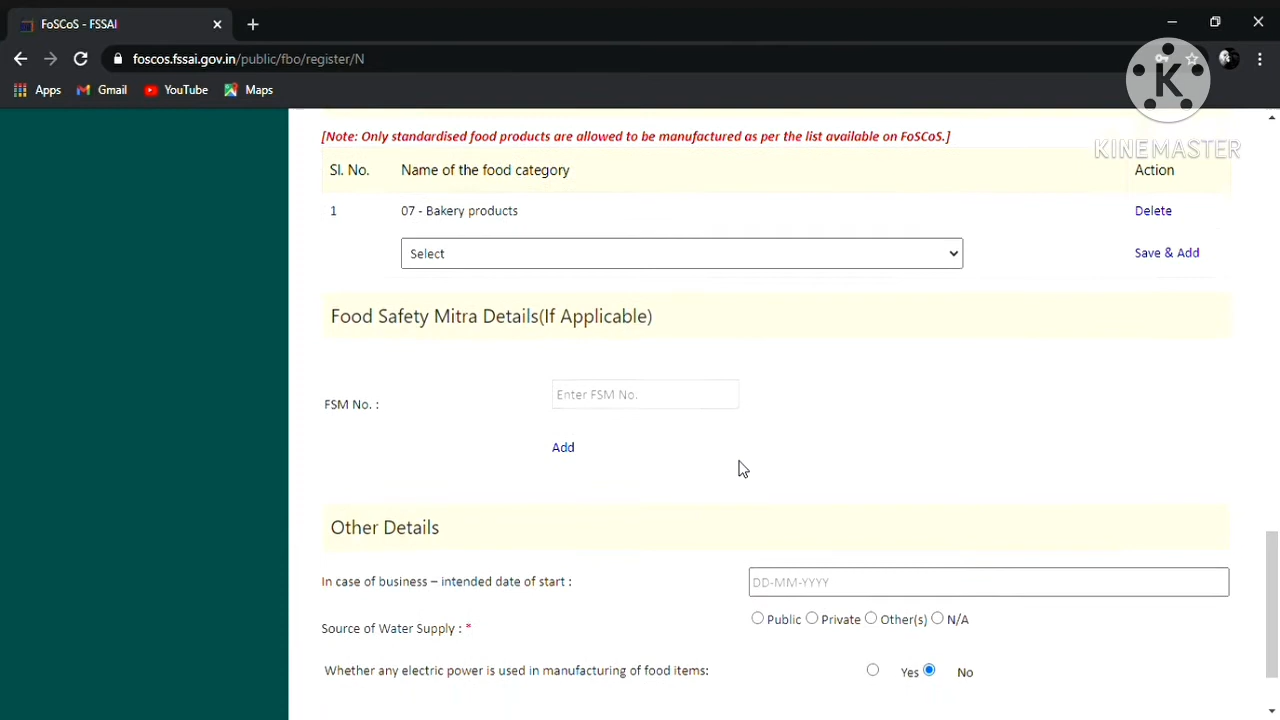 FoSCoS - FSSAI
foscos.fssai.gov.in/public/fbo/register/N
Apps Gmail YouTube Maps
K
KINEMASTER
[Note: Only standardised food products are allowed to be manufactured as per the list available on FoSCoS.]
Sl. No. Name of the food category Action
1 07 - Bakery products Delete
Select Save & Add
Food Safety Mitra Details(If Applicable)
FSM No. : Enter FSM No.
Add
Other Details
In case of business – intended date of start : DD-MM-YYYY
Source of Water Supply : * Public Private Other(s) N/A
Whether any electric power is used in manufacturing of food items: Yes No